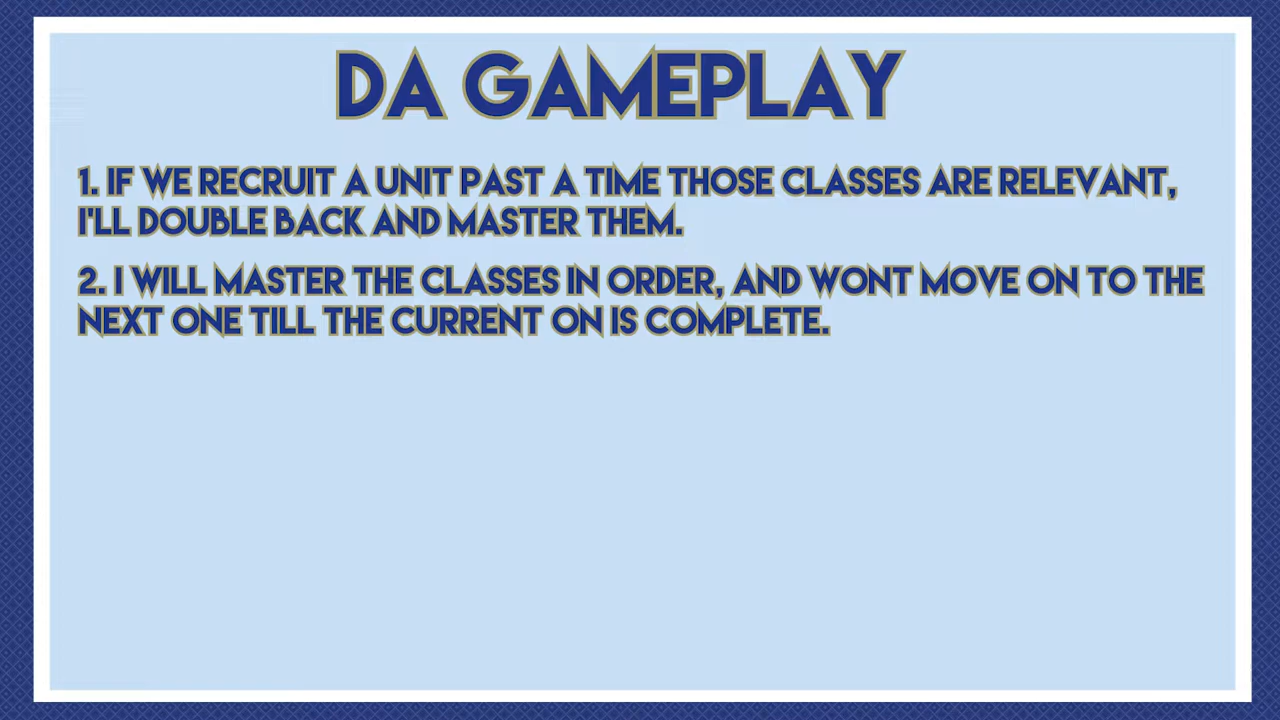 DA GAMEPLAY
1. IF WE RECRUIT A UNIT PAST A TIME THOSE CLASSES ARE RELEVANT,
I'LL DOUBLE BACK AND MASTER THEM.
2. I WILL MASTER THE CLASSES IN ORDER, AND WONT MOVE ON TO THE
NEXT ONE TILL THE CURRENT ON IS COMPLETE.